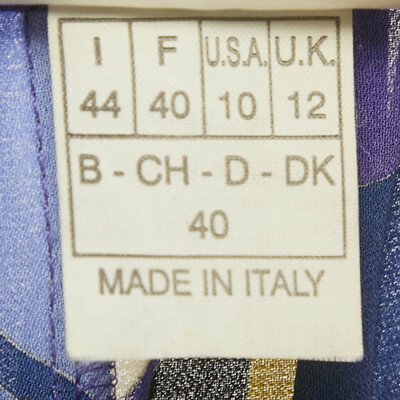 I F U.S.A. U.K.
44 40 10 12
B - CH - D - DK
40
MADE IN ITALY